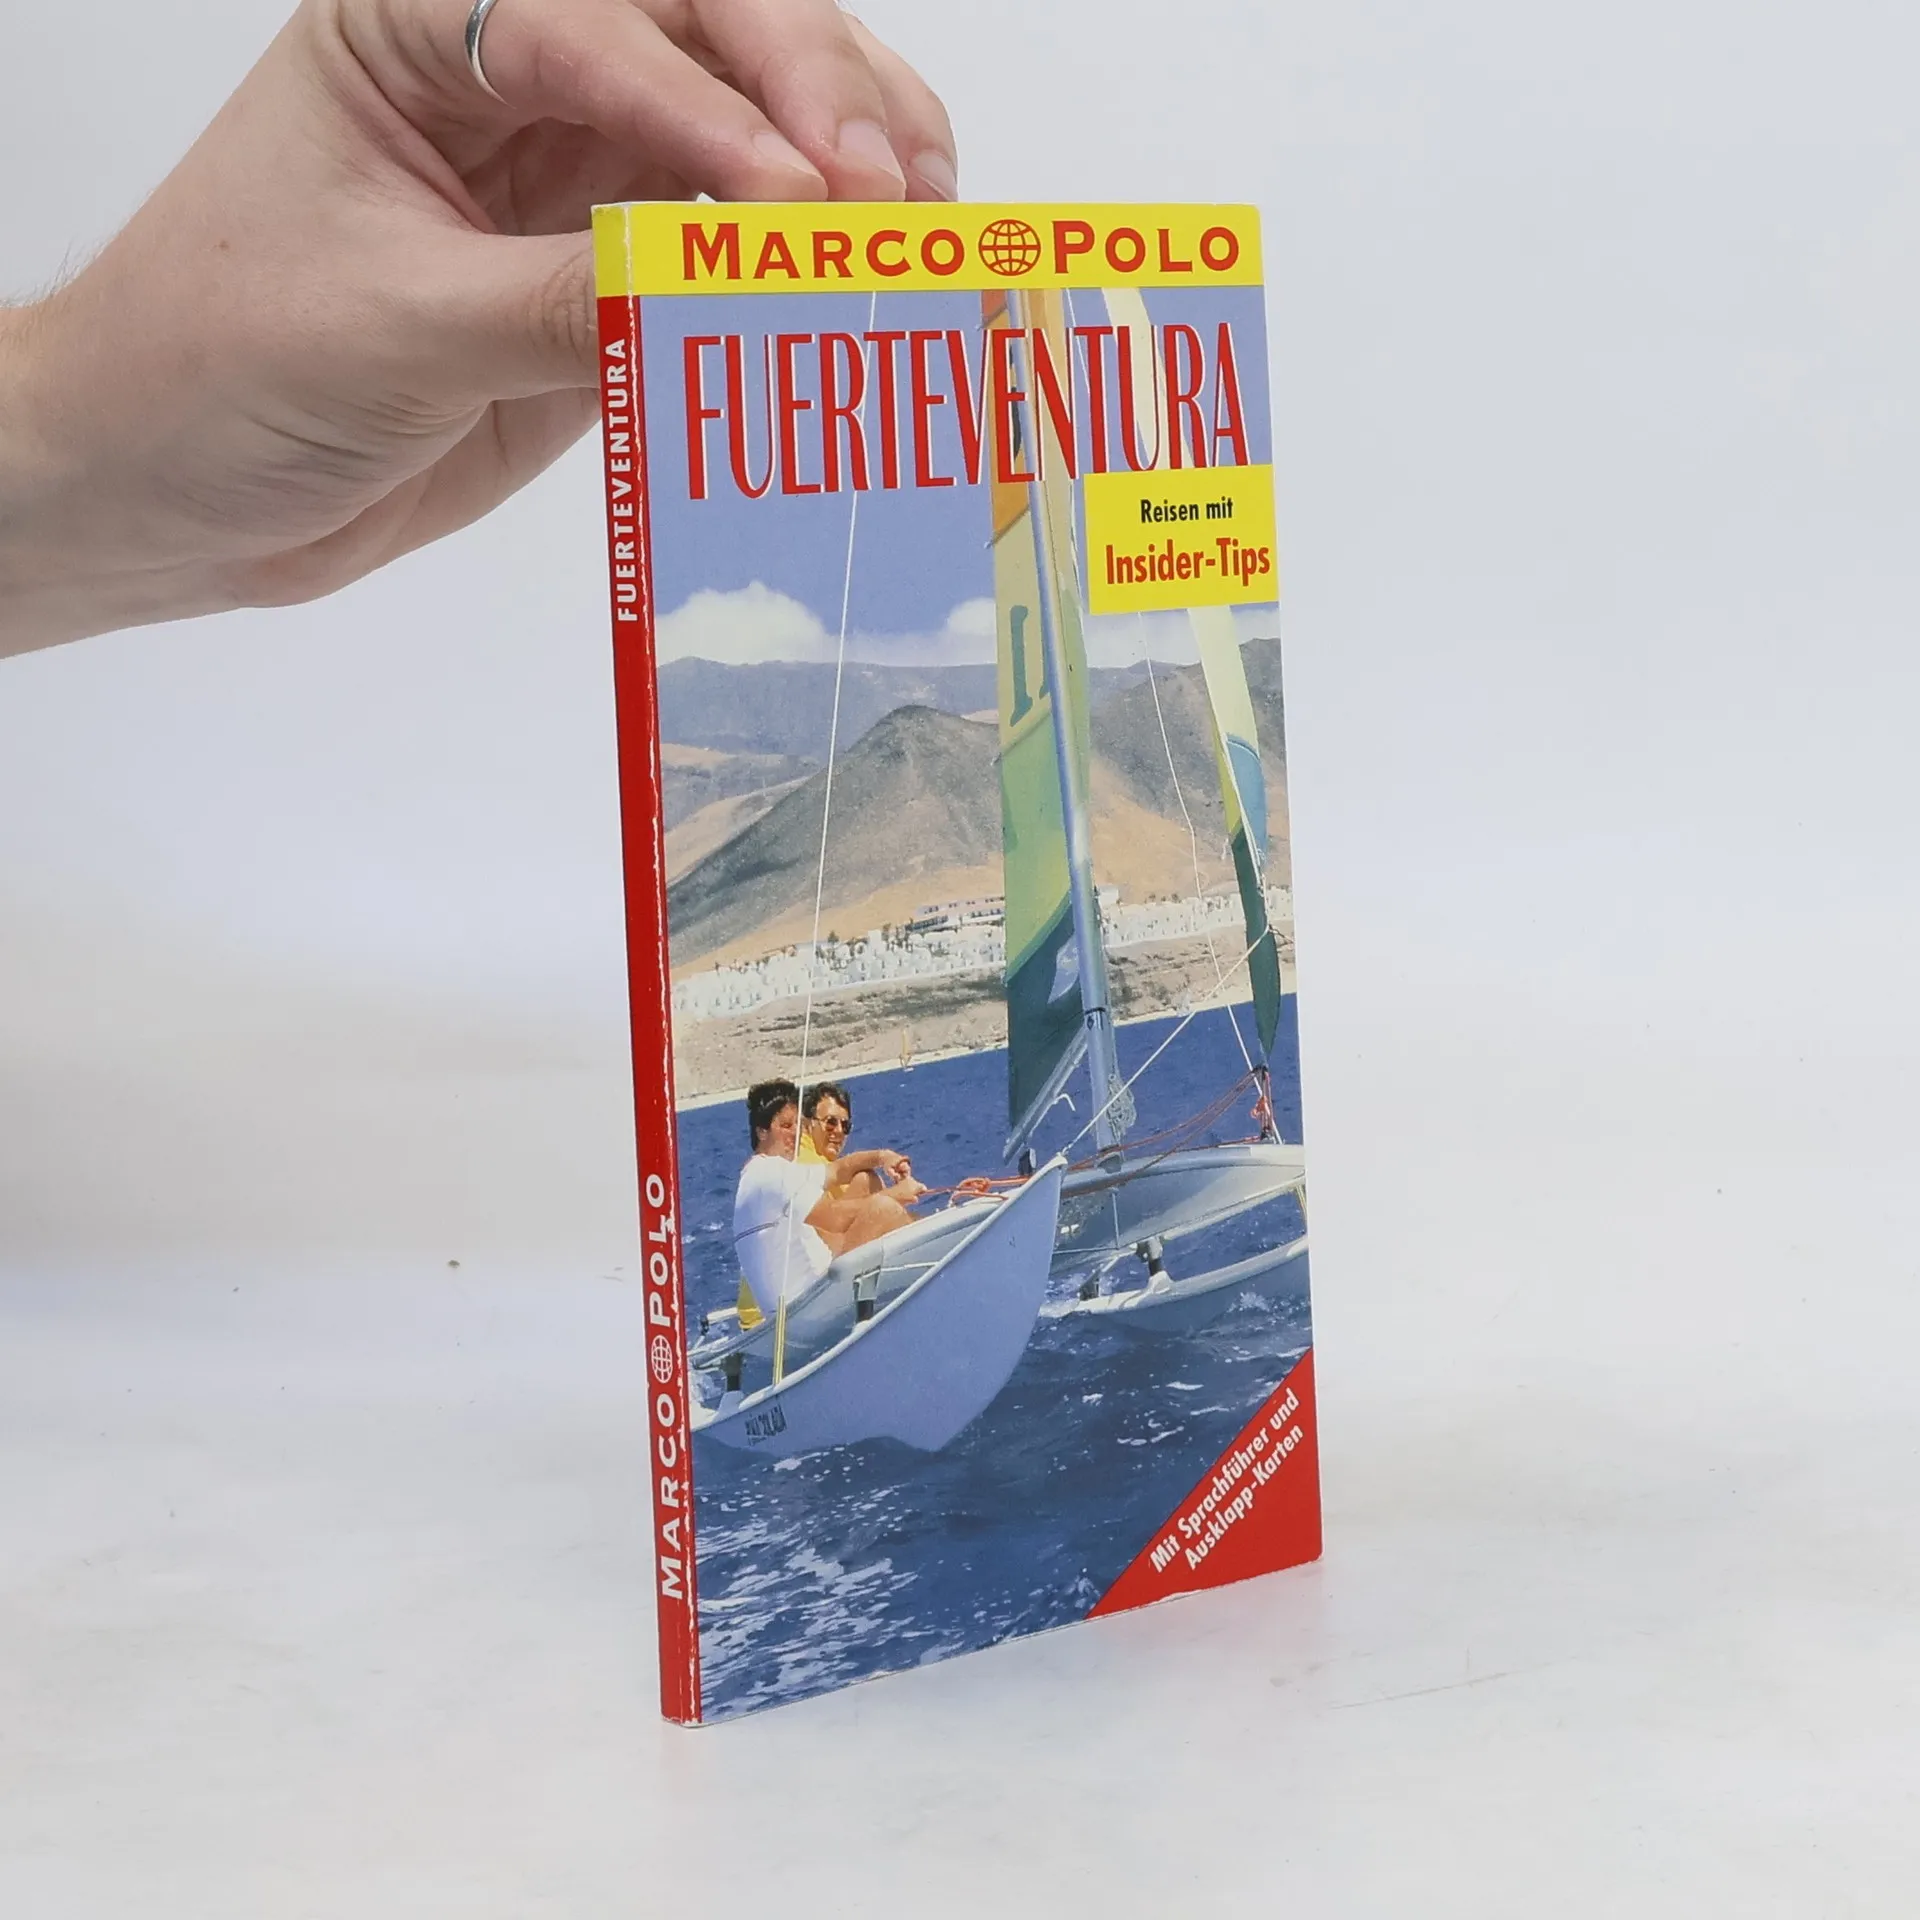 MARCO POLO
FUERTEVENTURA
Reisen mit
Insider-Tips
Mit Sprachführer und
Ausklapp-Karten
FUERTEVENTURA
MARCO POLO